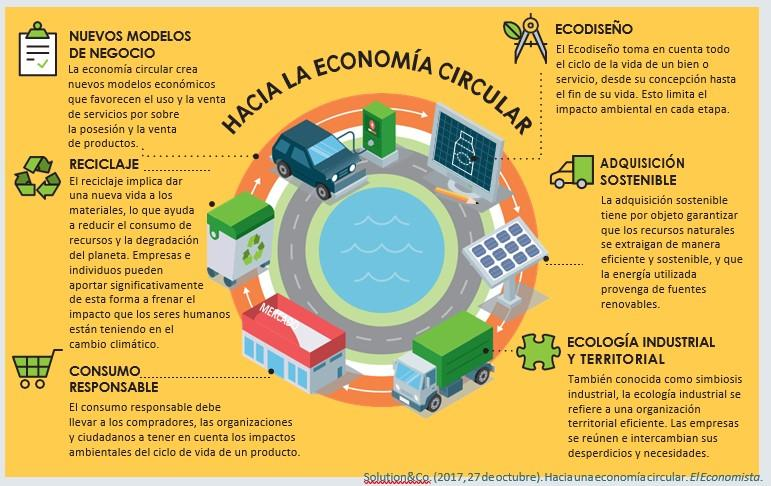 HACIA LA ECONOMÍA CIRCULAR
NUEVOS MODELOS
DE NEGOCIO
La economía circular crea
nuevos modelos económicos
que favorecen el uso y la venta
de servicios por sobre
la posesión y la venta
de productos.
RECICLAJE
El reciclaje implica dar
una nueva vida a los
materiales, lo que ayuda
a reducir el consumo de
recursos y la degradación
del planeta. Empresas e
individuos pueden
aportar significativamente
de esta forma a frenar el
impacto que los seres humanos
están teniendo en el
cambio climático.
CONSUMO
RESPONSABLE
El consumo responsable debe
llevar a los compradores, las organizaciones
y ciudadanos a tener en cuenta los impactos
ambientales del ciclo de vida de un producto.
MERCADO
ECODISEÑO
El Ecodiseño toma en cuenta todo
el ciclo de la vida de un bien o
servicio, desde su concepción hasta
el fin de su vida. Esto limita el
impacto ambiental en cada etapa.
ADQUISICIÓN
SOSTENIBLE
La adquisición sostenible
tiene por objeto garantizar
que los recursos naturales
se extraigan de manera
eficiente y sostenible, y que
la energía utilizada
provenga de fuentes
renovables.
ECOLOGÍA INDUSTRIAL
Y TERRITORIAL
También conocida como simbiosis
industrial, la ecología industrial se
refiere a una organización
territorial eficiente. Las empresas
se reúnen e intercambian sus
desperdicios y necesidades.
Solution&Co. (2017, 27 de octubre). Hacia una economía circular. El Economista.